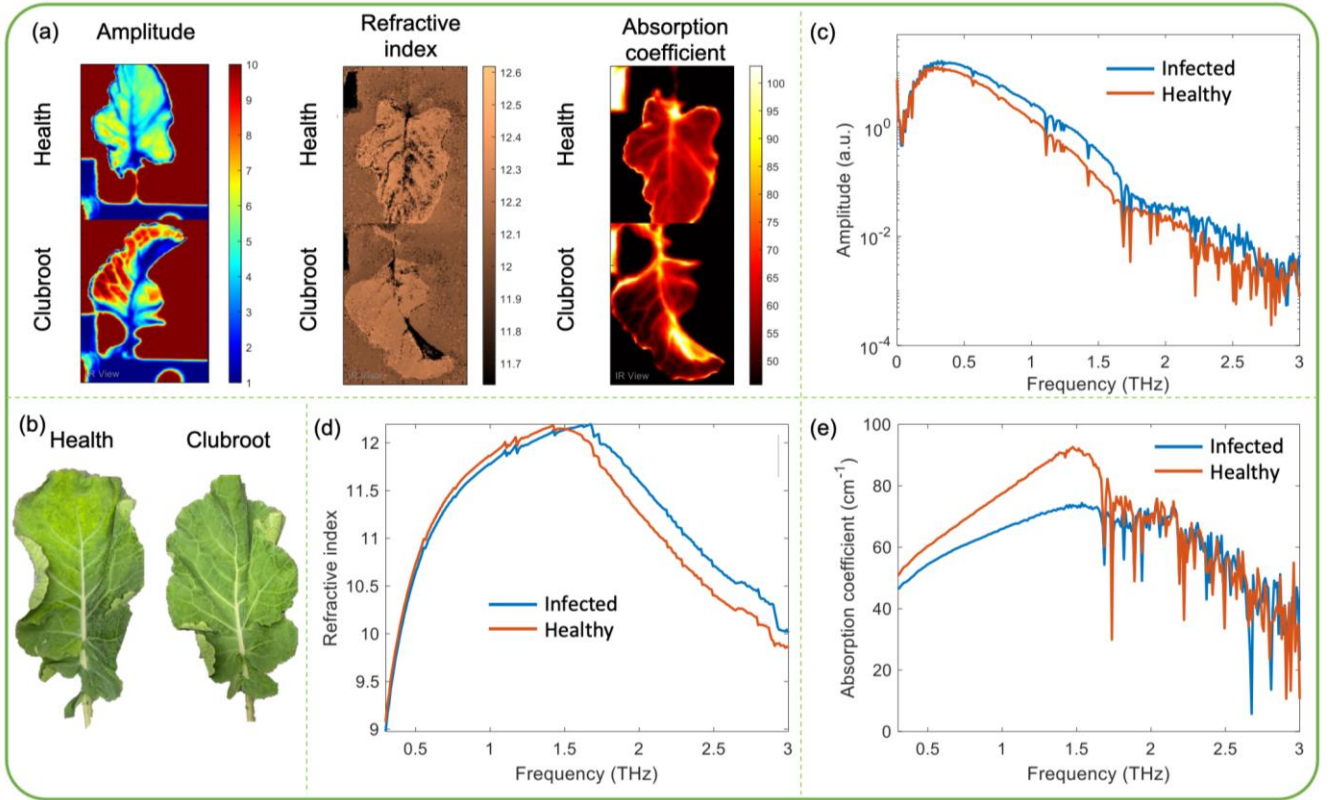 (a)
Amplitude
Refractive
index
Absorption
coefficient
Health
Clubroot
10
9
8
7
6
5
4
3
2
1
IR View
Health
Clubroot
12.6
12.5
12.4
12.3
12.2
12.1
12
11.9
11.8
11.7
IR View
Health
Clubroot
100
95
90
85
80
75
70
65
60
55
50
IR View
(c)
Infected
Healthy
Amplitude (a.u.)
10^0
10^-2
10^-4
0 0.5 1 1.5 2 2.5 3
Frequency (THz)
(b)
Health Clubroot
(d)
Refractive index
12
11.5
11
10.5
10
9.5
9
Infected
Healthy
0.5 1 1.5 2 2.5 3
Frequency (THz)
(e)
Infected
Healthy
Absorption coefficient (cm^-1)
100
80
60
40
20
0
0.5 1 1.5 2 2.5 3
Frequency (THz)